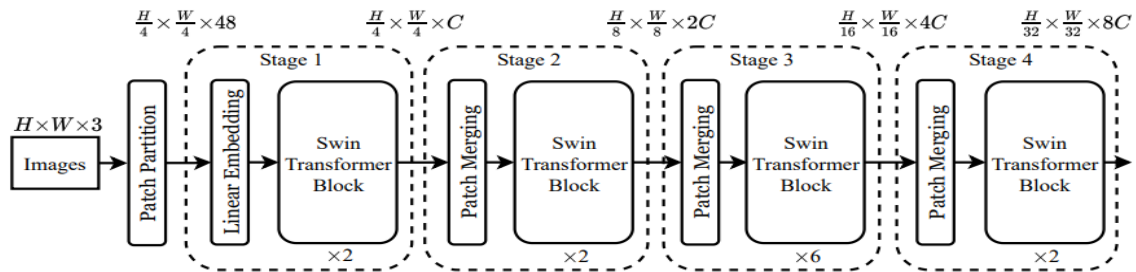 H/4 × W/4 × 48
H/4 × W/4 × C
H/8 × W/8 × 2C
H/16 × W/16 × 4C
H/32 × W/32 × 8C
Stage 1
Stage 2
Stage 3
Stage 4
H×W×3
Images
Patch Partition
Linear Embedding
Swin
Transformer
Block
×2
Patch Merging
Swin
Transformer
Block
×2
Patch Merging
Swin
Transformer
Block
×6
Patch Merging
Swin
Transformer
Block
×2